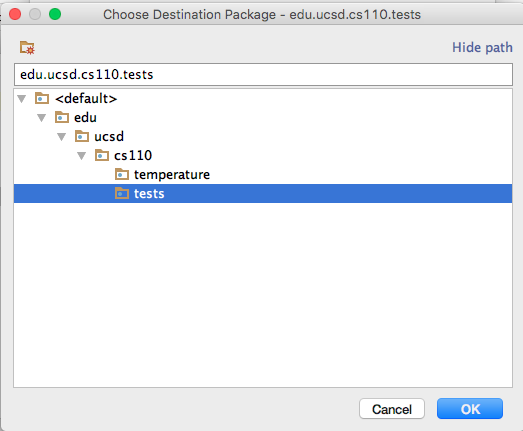 Choose Destination Package - edu.ucsd.cs110.tests
Hide path
edu.ucsd.cs110.tests
<default>
edu
ucsd
cs110
temperature
tests
Cancel
OK